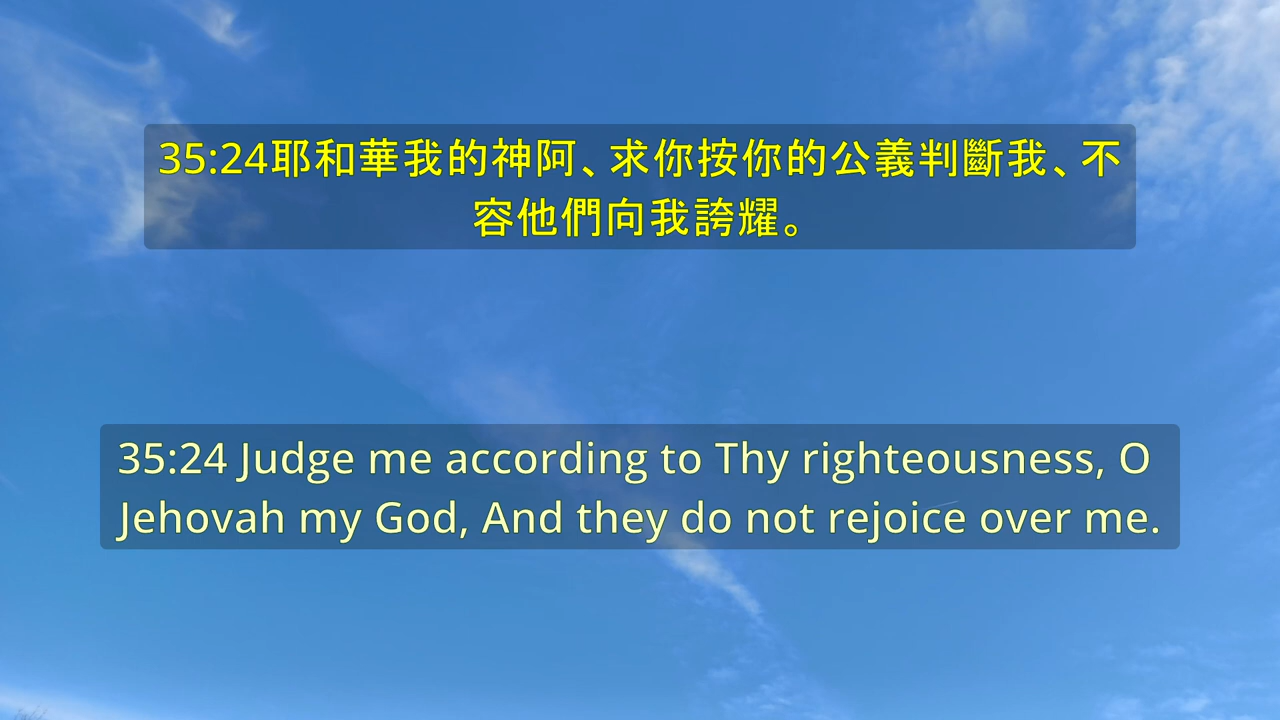 35:24耶和華我的神阿、求你按你的公義判斷我、不
容他們向我誇耀。
35:24 Judge me according to Thy righteousness, O
Jehovah my God, And they do not rejoice over me.